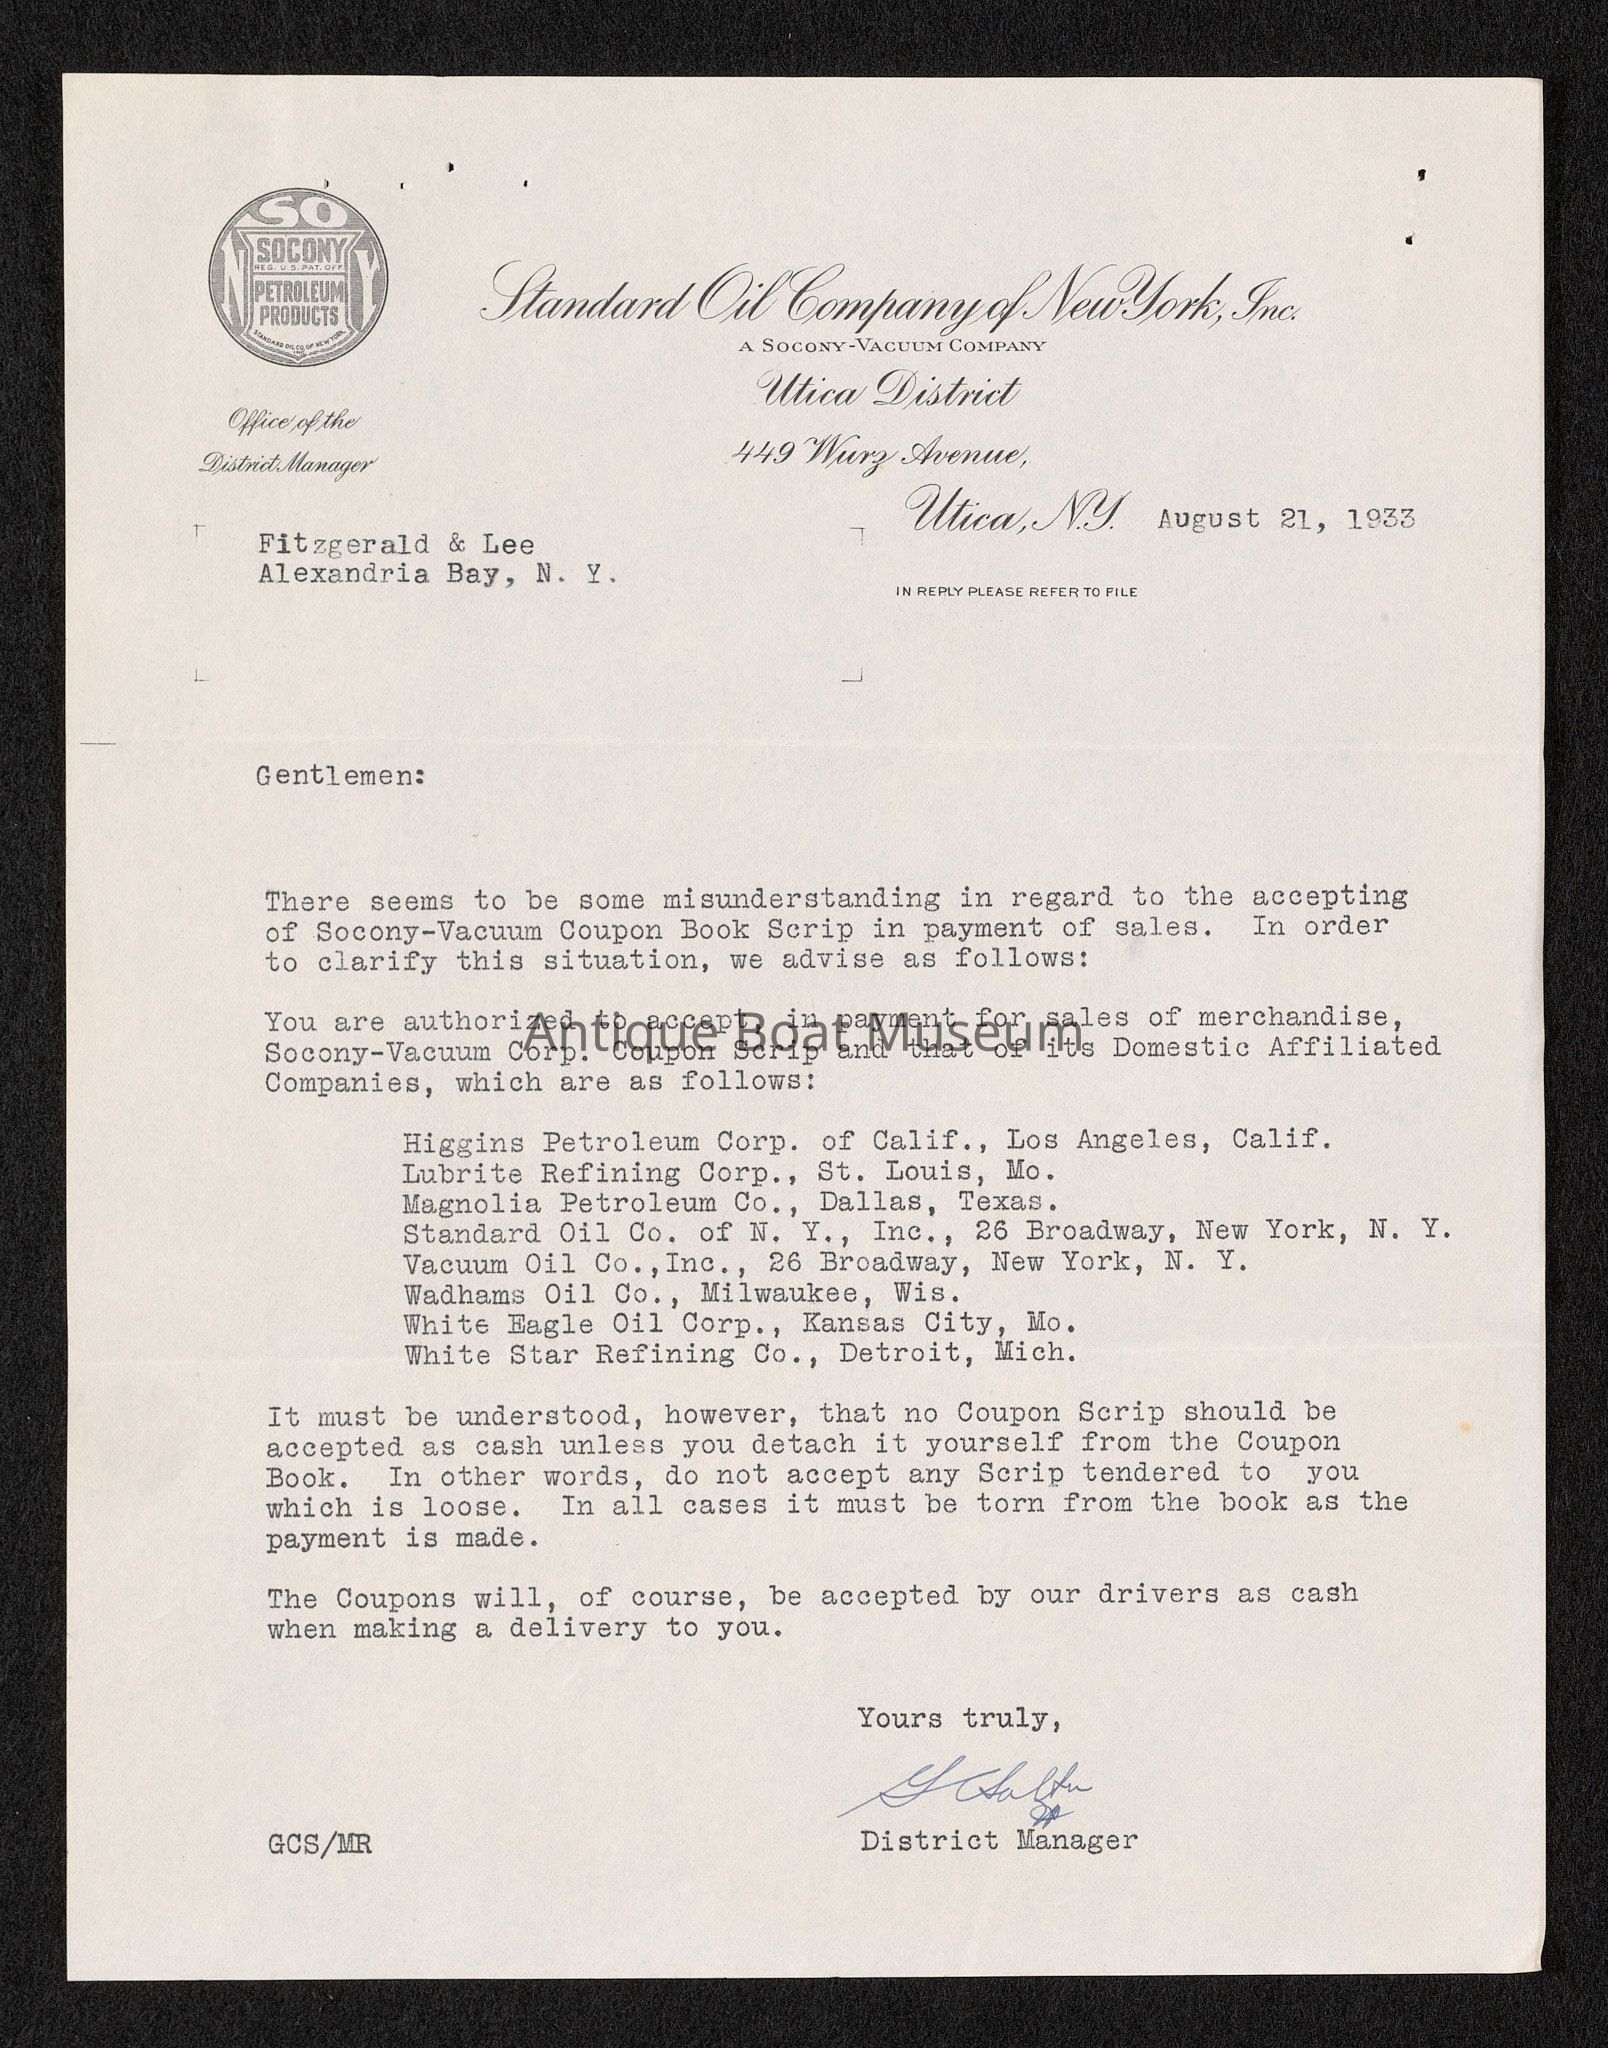 SO
NY
SOCONY
REG. U.S. PAT. OFF.
PETROLEUM
PRODUCTS
STANDARD OIL CO. OF NEW YORK
INC.
Standard Oil Company of New York, Inc.
A SOCONY-VACUUM COMPANY
Utica District
Office of the
District Manager
449 Wurz Avenue,
Utica, N.Y. August 21, 1933
Fitzgerald & Lee
Alexandria Bay, N. Y.
IN REPLY PLEASE REFER TO FILE
Gentlemen:
There seems to be some misunderstanding in regard to the accepting
of Socony-Vacuum Coupon Book Scrip in payment of sales. In order
to clarify this situation, we advise as follows:
You are authorized to accept, in payment for sales of merchandise,
Antique Boat Museum
Socony-Vacuum Corp. Coupon Scrip and that of its Domestic Affiliated
Companies, which are as follows:
Higgins Petroleum Corp. of Calif., Los Angeles, Calif.
Lubrite Refining Corp., St. Louis, Mo.
Magnolia Petroleum Co., Dallas, Texas.
Standard Oil Co. of N. Y., Inc., 26 Broadway, New York, N. Y.
Vacuum Oil Co.,Inc., 26 Broadway, New York, N. Y.
Wadhams Oil Co., Milwaukee, Wis.
White Eagle Oil Corp., Kansas City, Mo.
White Star Refining Co., Detroit, Mich.
It must be understood, however, that no Coupon Scrip should be
accepted as cash unless you detach it yourself from the Coupon
Book. In other words, do not accept any Scrip tendered to you
which is loose. In all cases it must be torn from the book as the
payment is made.
The Coupons will, of course, be accepted by our drivers as cash
when making a delivery to you.
Yours truly,
District Manager
GCS/MR